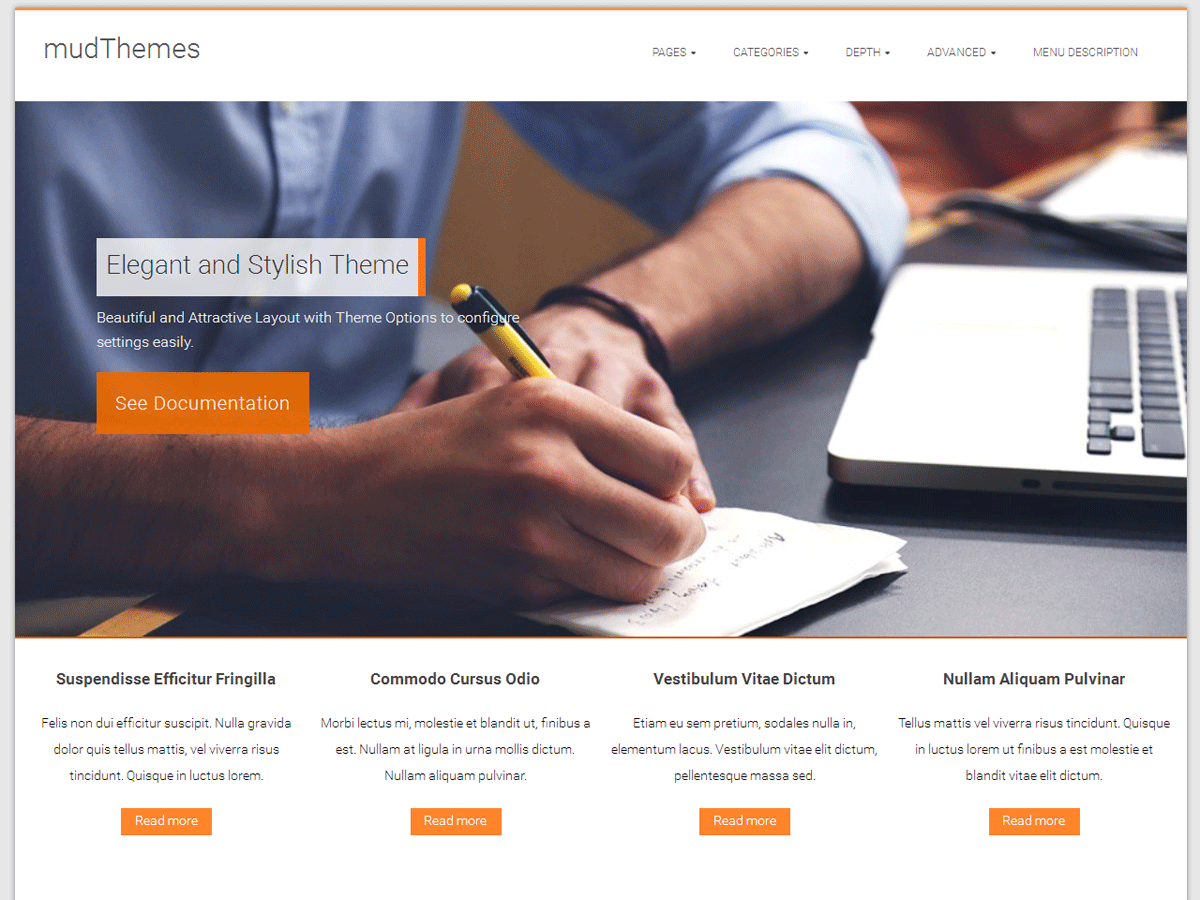 mudThemes
PAGES CATEGORIES DEPTH ADVANCED MENU DESCRIPTION
Elegant and Stylish Theme
Beautiful and Attractive Layout with Theme Options to configure
settings easily.
See Documentation
Suspendisse Efficitur Fringilla
Felis non dui efficitur suscipit. Nulla gravida
dolor quis tellus mattis, vel viverra risus
tincidunt. Quisque in luctus lorem.
Read more
Commodo Cursus Odio
Morbi lectus mi, molestie et blandit ut, finibus a
est. Nullam at ligula in urna mollis dictum.
Nullam aliquam pulvinar.
Read more
Vestibulum Vitae Dictum
Etiam eu sem pretium, sodales nulla in,
elementum lacus. Vestibulum vitae elit dictum,
pellentesque massa sed.
Read more
Nullam Aliquam Pulvinar
Tellus mattis vel viverra risus tincidunt. Quisque
in luctus lorem ut finibus a est molestie et
blandit vitae elit dictum.
Read more